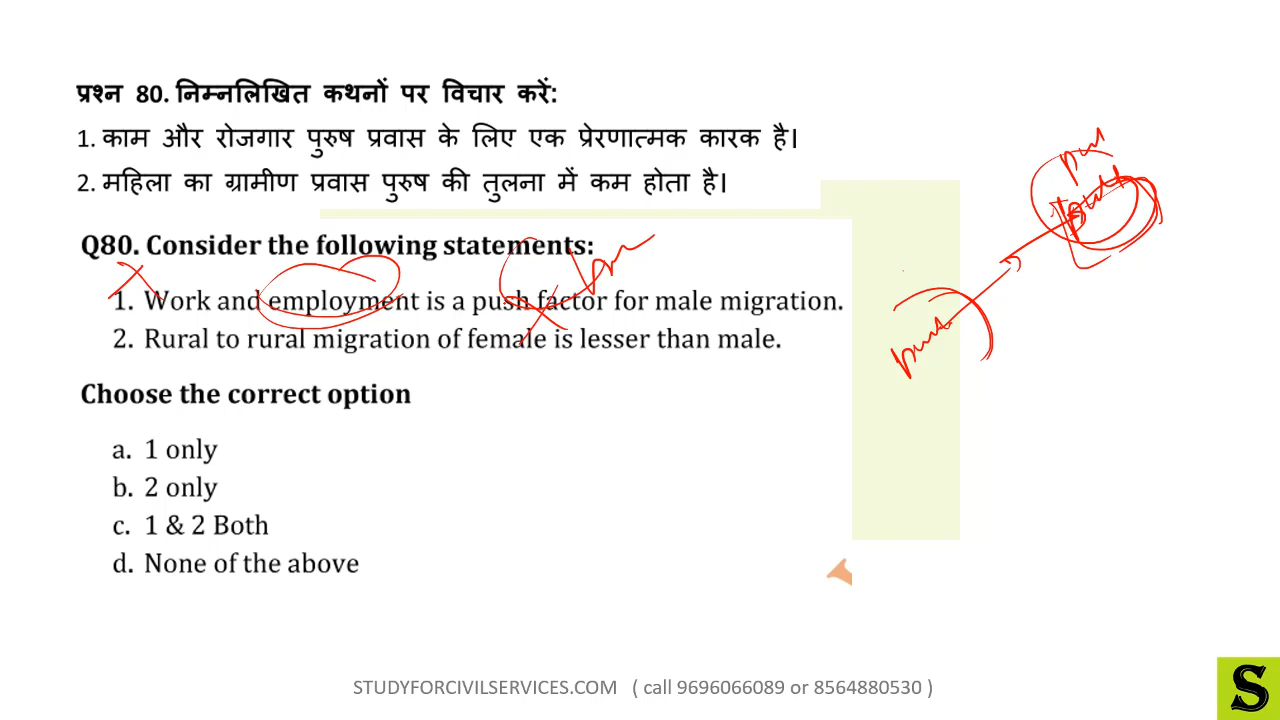 प्रश्न 80. निम्नलिखित कथनों पर विचार करें:
1. काम और रोजगार पुरुष प्रवास के लिए एक प्रेरणात्मक कारक है।
2. महिला का ग्रामीण प्रवास पुरुष की तुलना में कम होता है।
Q80. Consider the following statements:
1. Work and employment is a push factor for male migration.
2. Rural to rural migration of female is lesser than male.
Choose the correct option
a. 1 only
b. 2 only
c. 1 & 2 Both
d. None of the above
STUDYFORCIVILSERVICES.COM ( call 9696066089 or 8564880530 )
S